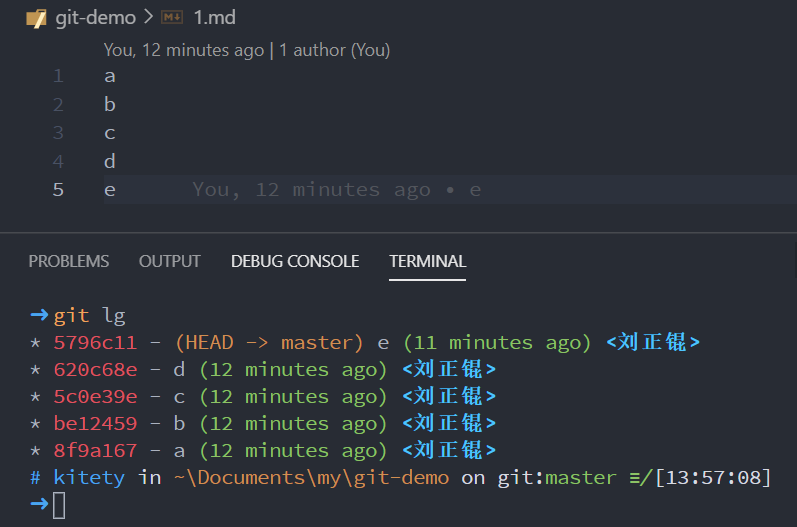 git-demo > 1.md
You, 12 minutes ago | 1 author (You)
1 a
2 b
3 c
4 d
5 e You, 12 minutes ago • e
PROBLEMS OUTPUT DEBUG CONSOLE TERMINAL
➜git lg
* 5796c11 - (HEAD -> master) e (11 minutes ago) <刘正锟>
* 620c68e - d (12 minutes ago) <刘正锟>
* 5c0e39e - c (12 minutes ago) <刘正锟>
* be12459 - b (12 minutes ago) <刘正锟>
* 8f9a167 - a (12 minutes ago) <刘正锟>
# kitety in ~\Documents\my\git-demo on git:master ≡/[13:57:08]
➜